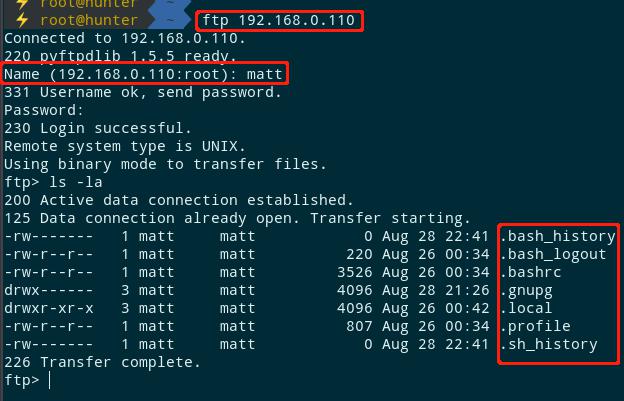 ⚡ root@hunter ~
⚡ root@hunter ~ ftp 192.168.0.110
Connected to 192.168.0.110.
220 pyftpdlib 1.5.5 ready.
Name (192.168.0.110:root): matt
331 Username ok, send password.
Password:
230 Login successful.
Remote system type is UNIX.
Using binary mode to transfer files.
ftp> ls -la
200 Active data connection established.
125 Data connection already open. Transfer starting.
-rw------- 1 matt matt 0 Aug 28 22:41 .bash_history
-rw-r--r-- 1 matt matt 220 Aug 26 00:34 .bash_logout
-rw-r--r-- 1 matt matt 3526 Aug 26 00:34 .bashrc
drwx------ 3 matt matt 4096 Aug 28 21:26 .gnupg
drwxr-xr-x 3 matt matt 4096 Aug 26 00:42 .local
-rw-r--r-- 1 matt matt 807 Aug 26 00:34 .profile
-rw------- 1 matt matt 0 Aug 28 22:41 .sh_history
226 Transfer complete.
ftp>